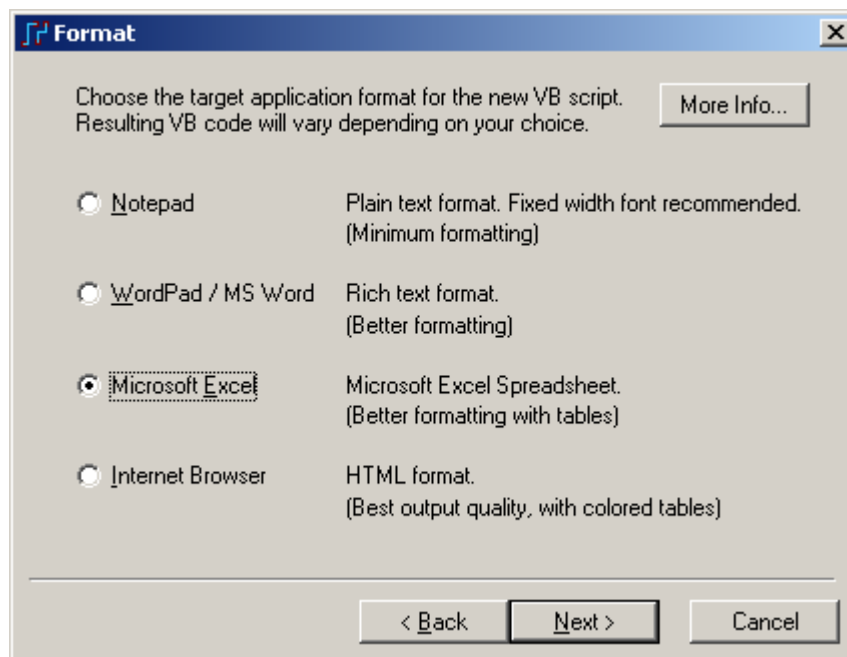 Format
Choose the target application format for the new VB script.
Resulting VB code will vary depending on your choice.
More Info...
Notepad
Plain text format. Fixed width font recommended.
(Minimum formatting)
WordPad / MS Word
Rich text format.
(Better formatting)
Microsoft Excel
Microsoft Excel Spreadsheet.
(Better formatting with tables)
Internet Browser
HTML format.
(Best output quality, with colored tables)
< Back
Next >
Cancel